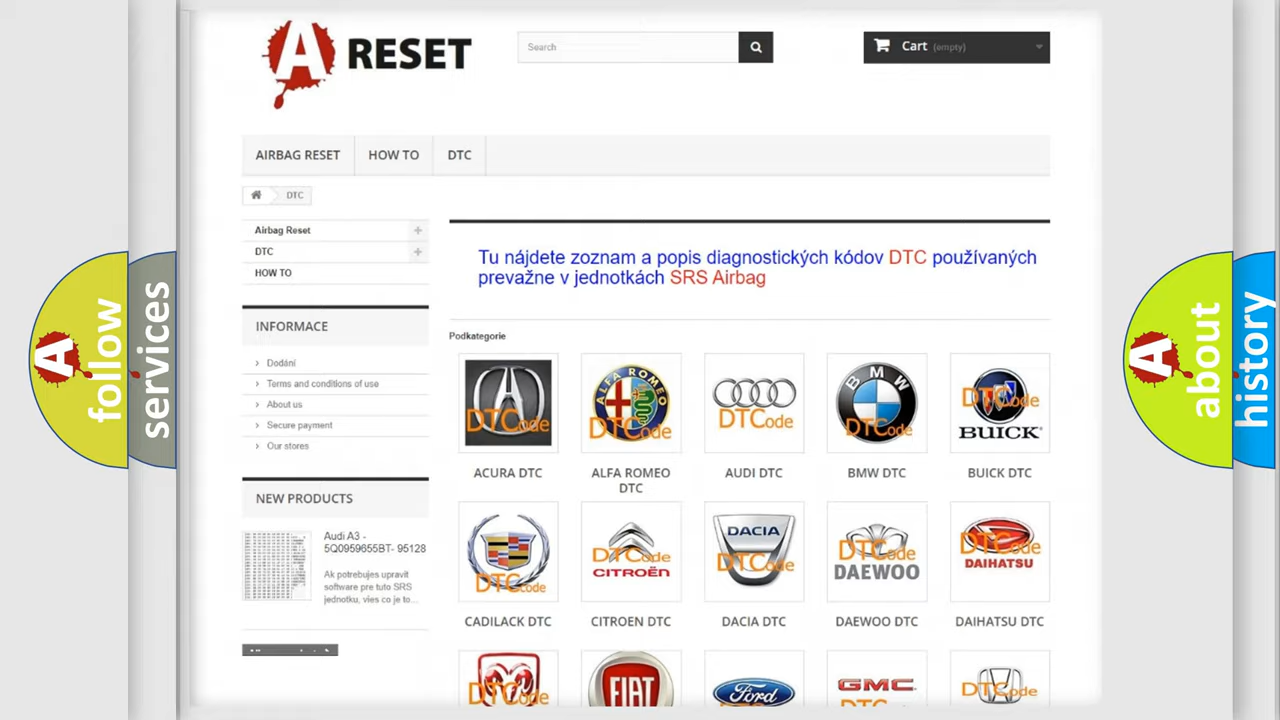 A RESET
Search
Cart (empty)
AIRBAG RESET
HOW TO
DTC
DTC
Airbag Reset
DTC
HOW TO
Tu nájdete zoznam a popis diagnostických kódov DTC používaných
prevažne v jednotkách SRS Airbag
INFORMACE
Dodání
Terms and conditions of use
About us
Secure payment
Our stores
NEW PRODUCTS
Audi A3 -
5Q0959655BT- 95128
Ak potrebujes upravit
software pre tuto SRS
jednotku, vies co je to...
Podkategorie
DTCode
ALFA ROMEO
DTCode
DTCode
BMW
DTCode
DTCode
BUICK
ACURA DTC
ALFA ROMEO
DTC
AUDI DTC
BMW DTC
BUICK DTC
DTCode
DTCode
CITROËN
DACIA
DTCode
DTCode
DAEWOO
DTCode
DAIHATSU
CADILACK DTC
CITROEN DTC
DACIA DTC
DAEWOO DTC
DAIHATSU DTC
DTCode
FIAT
Ford
GMC
DTCode
A follow
services
A about
history